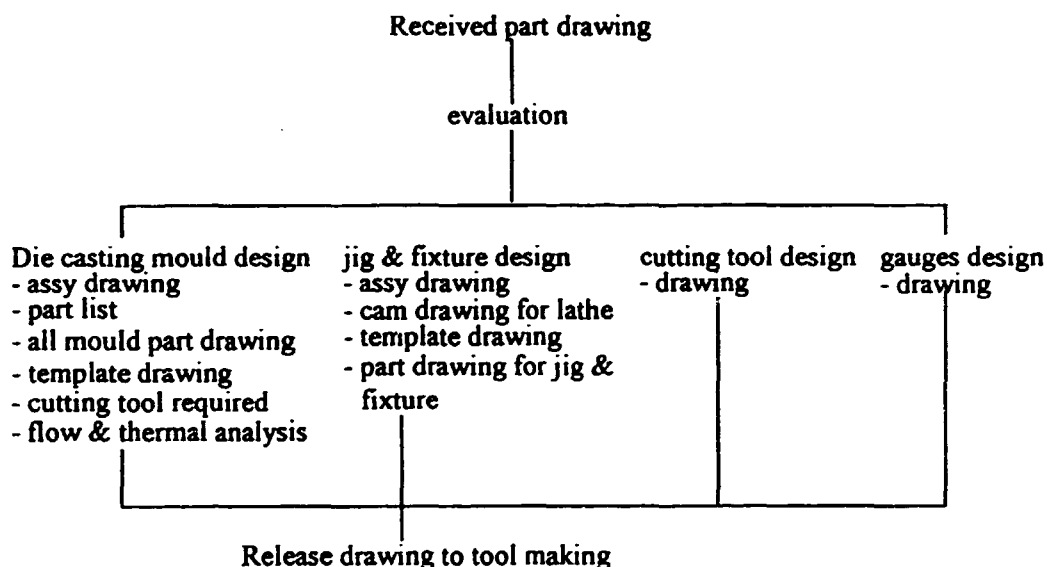 Received part drawing
evaluation
Die casting mould design
- assy drawing
- part list
- all mould part drawing
- template drawing
- cutting tool required
- flow & thermal analysis
jig & fixture design
- assy drawing
- cam drawing for lathe
- template drawing
- part drawing for jig &
fixture
cutting tool design
- drawing
gauges design
- drawing
Release drawing to tool making